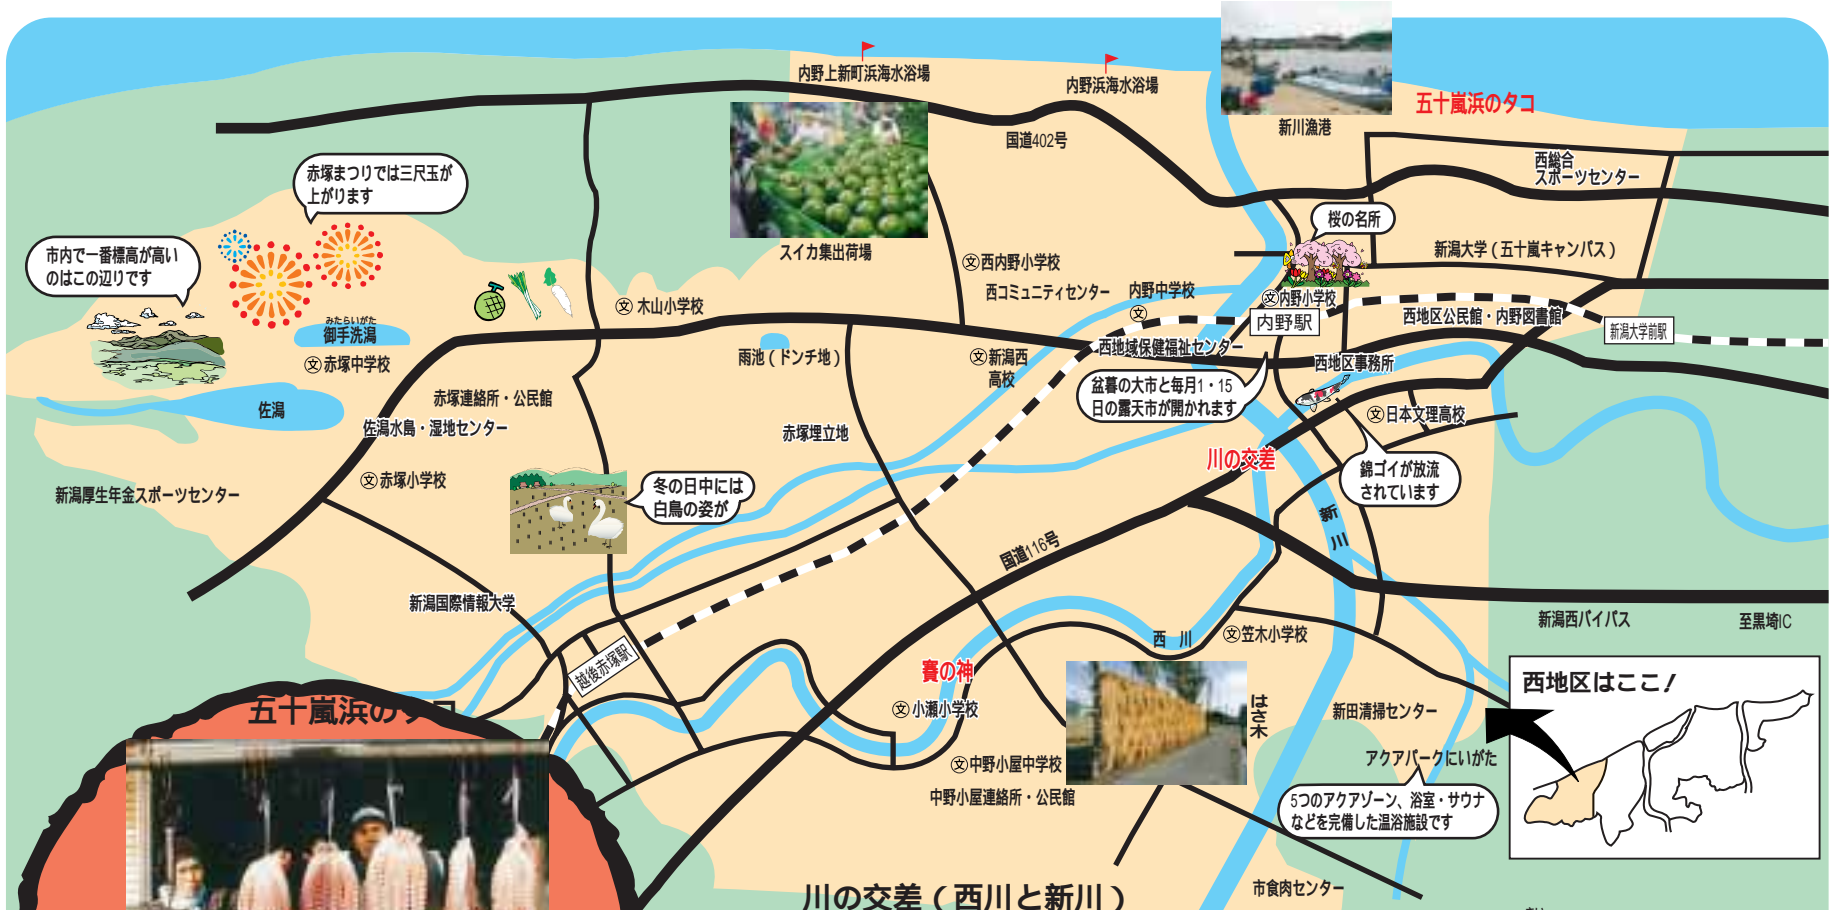 内野上新町浜海水浴場
内野浜海水浴場
五十嵐浜のタコ
新川漁港
国道402号
西総合
スポーツセンター
赤塚まつりでは三尺玉が
上がります
桜の名所
市内で一番標高が高い
のはこの辺りです
スイカ集出荷場
新潟大学(五十嵐キャンパス)
文西内野小学校
西コミュニティセンター
内野中学校
文
文内野小学校
文 木山小学校
みたらいがた
御手洗潟
内野駅
西地区公民館・内野図書館
新潟大学前駅
文赤塚中学校
雨池(ドンチ池)
文新潟西
高校
西地域保健福祉センター
西地区事務所
盆暮の大市と毎月1・15
日の露天市が開かれます
佐潟
赤塚連絡所・公民館
佐潟水鳥・湿地センター
赤塚埋立地
文日本文理高校
川の交差
錦ゴイが放流
されています
文赤塚小学校
新潟厚生年金スポーツセンター
冬の日中には
白鳥の姿が
新川
国道116号
新潟国際情報大学
新潟西バイパス
至黒埼IC
西 川
文笠木小学校
越後赤塚駅
賽の神
西地区はここ!
五十嵐浜のタコ
文小瀬小学校
はさ木
新田清掃センター
文中野小屋中学校
アクアパークにいがた
中野小屋連絡所・公民館
5つのアクアゾーン、浴室・サウナ
などを完備した温浴施設です
川の交差(西川と新川)
市食肉センター